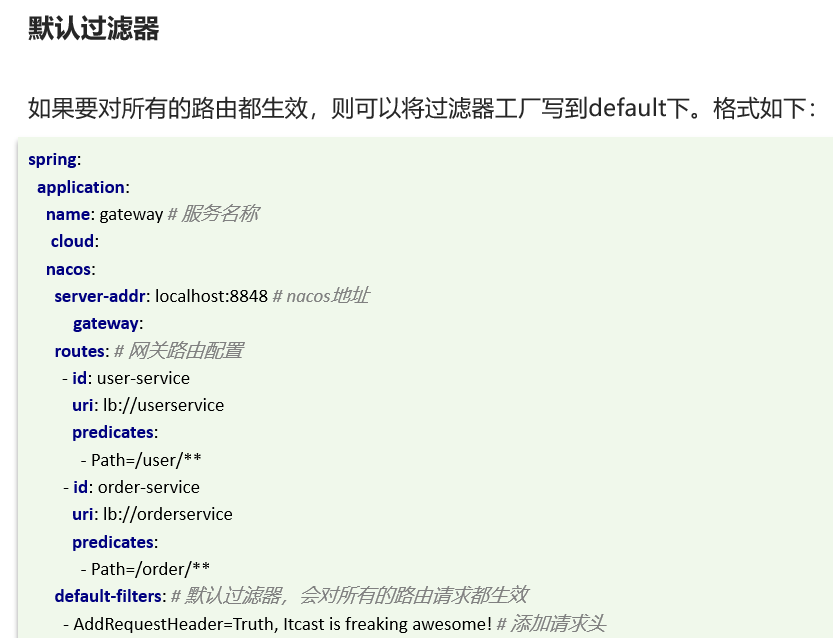 默认过滤器
如果要对所有的路由都生效，则可以将过滤器工厂写到default下。格式如下：
spring:
application:
name: gateway # 服务名称
cloud:
nacos:
server-addr: localhost:8848 # nacos地址
gateway:
routes: # 网关路由配置
- id: user-service
uri: lb://userservice
predicates:
- Path=/user/**
- id: order-service
uri: lb://orderservice
predicates:
- Path=/order/**
default-filters: # 默认过滤器，会对所有的路由请求都生效
- AddRequestHeader=Truth, Itcast is freaking awesome! # 添加请求头